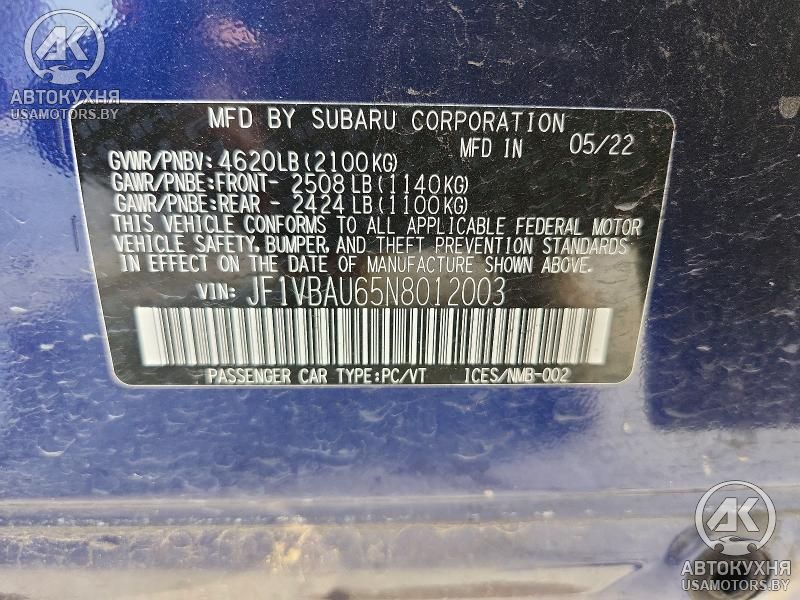 AK
АВТОКУХНЯ
USAMOTORS.BY
MFD BY SUBARU CORPORATION
MFD IN 05/22
GVWR/PNBV: 4620LB (2100KG)
GAWR/PNBE:FRONT- 2508 LB (1140KG)
GAWR/PNBE:REAR - 2424 LB (1100KG)
THIS VEHICLE CONFORMS TO ALL APPLICABLE FEDERAL MOTOR
VEHICLE SAFETY, BUMPER, AND THEFT PREVENTION STANDARDS
IN EFFECT ON THE DATE OF MANUFACTURE SHOWN ABOVE.
VIN: JF1VBAU65N8012003
PASSENGER CAR TYPE:PC/VT ICES/NMB-002
AK
АВТОКУХНЯ
USAMOTORS.BY